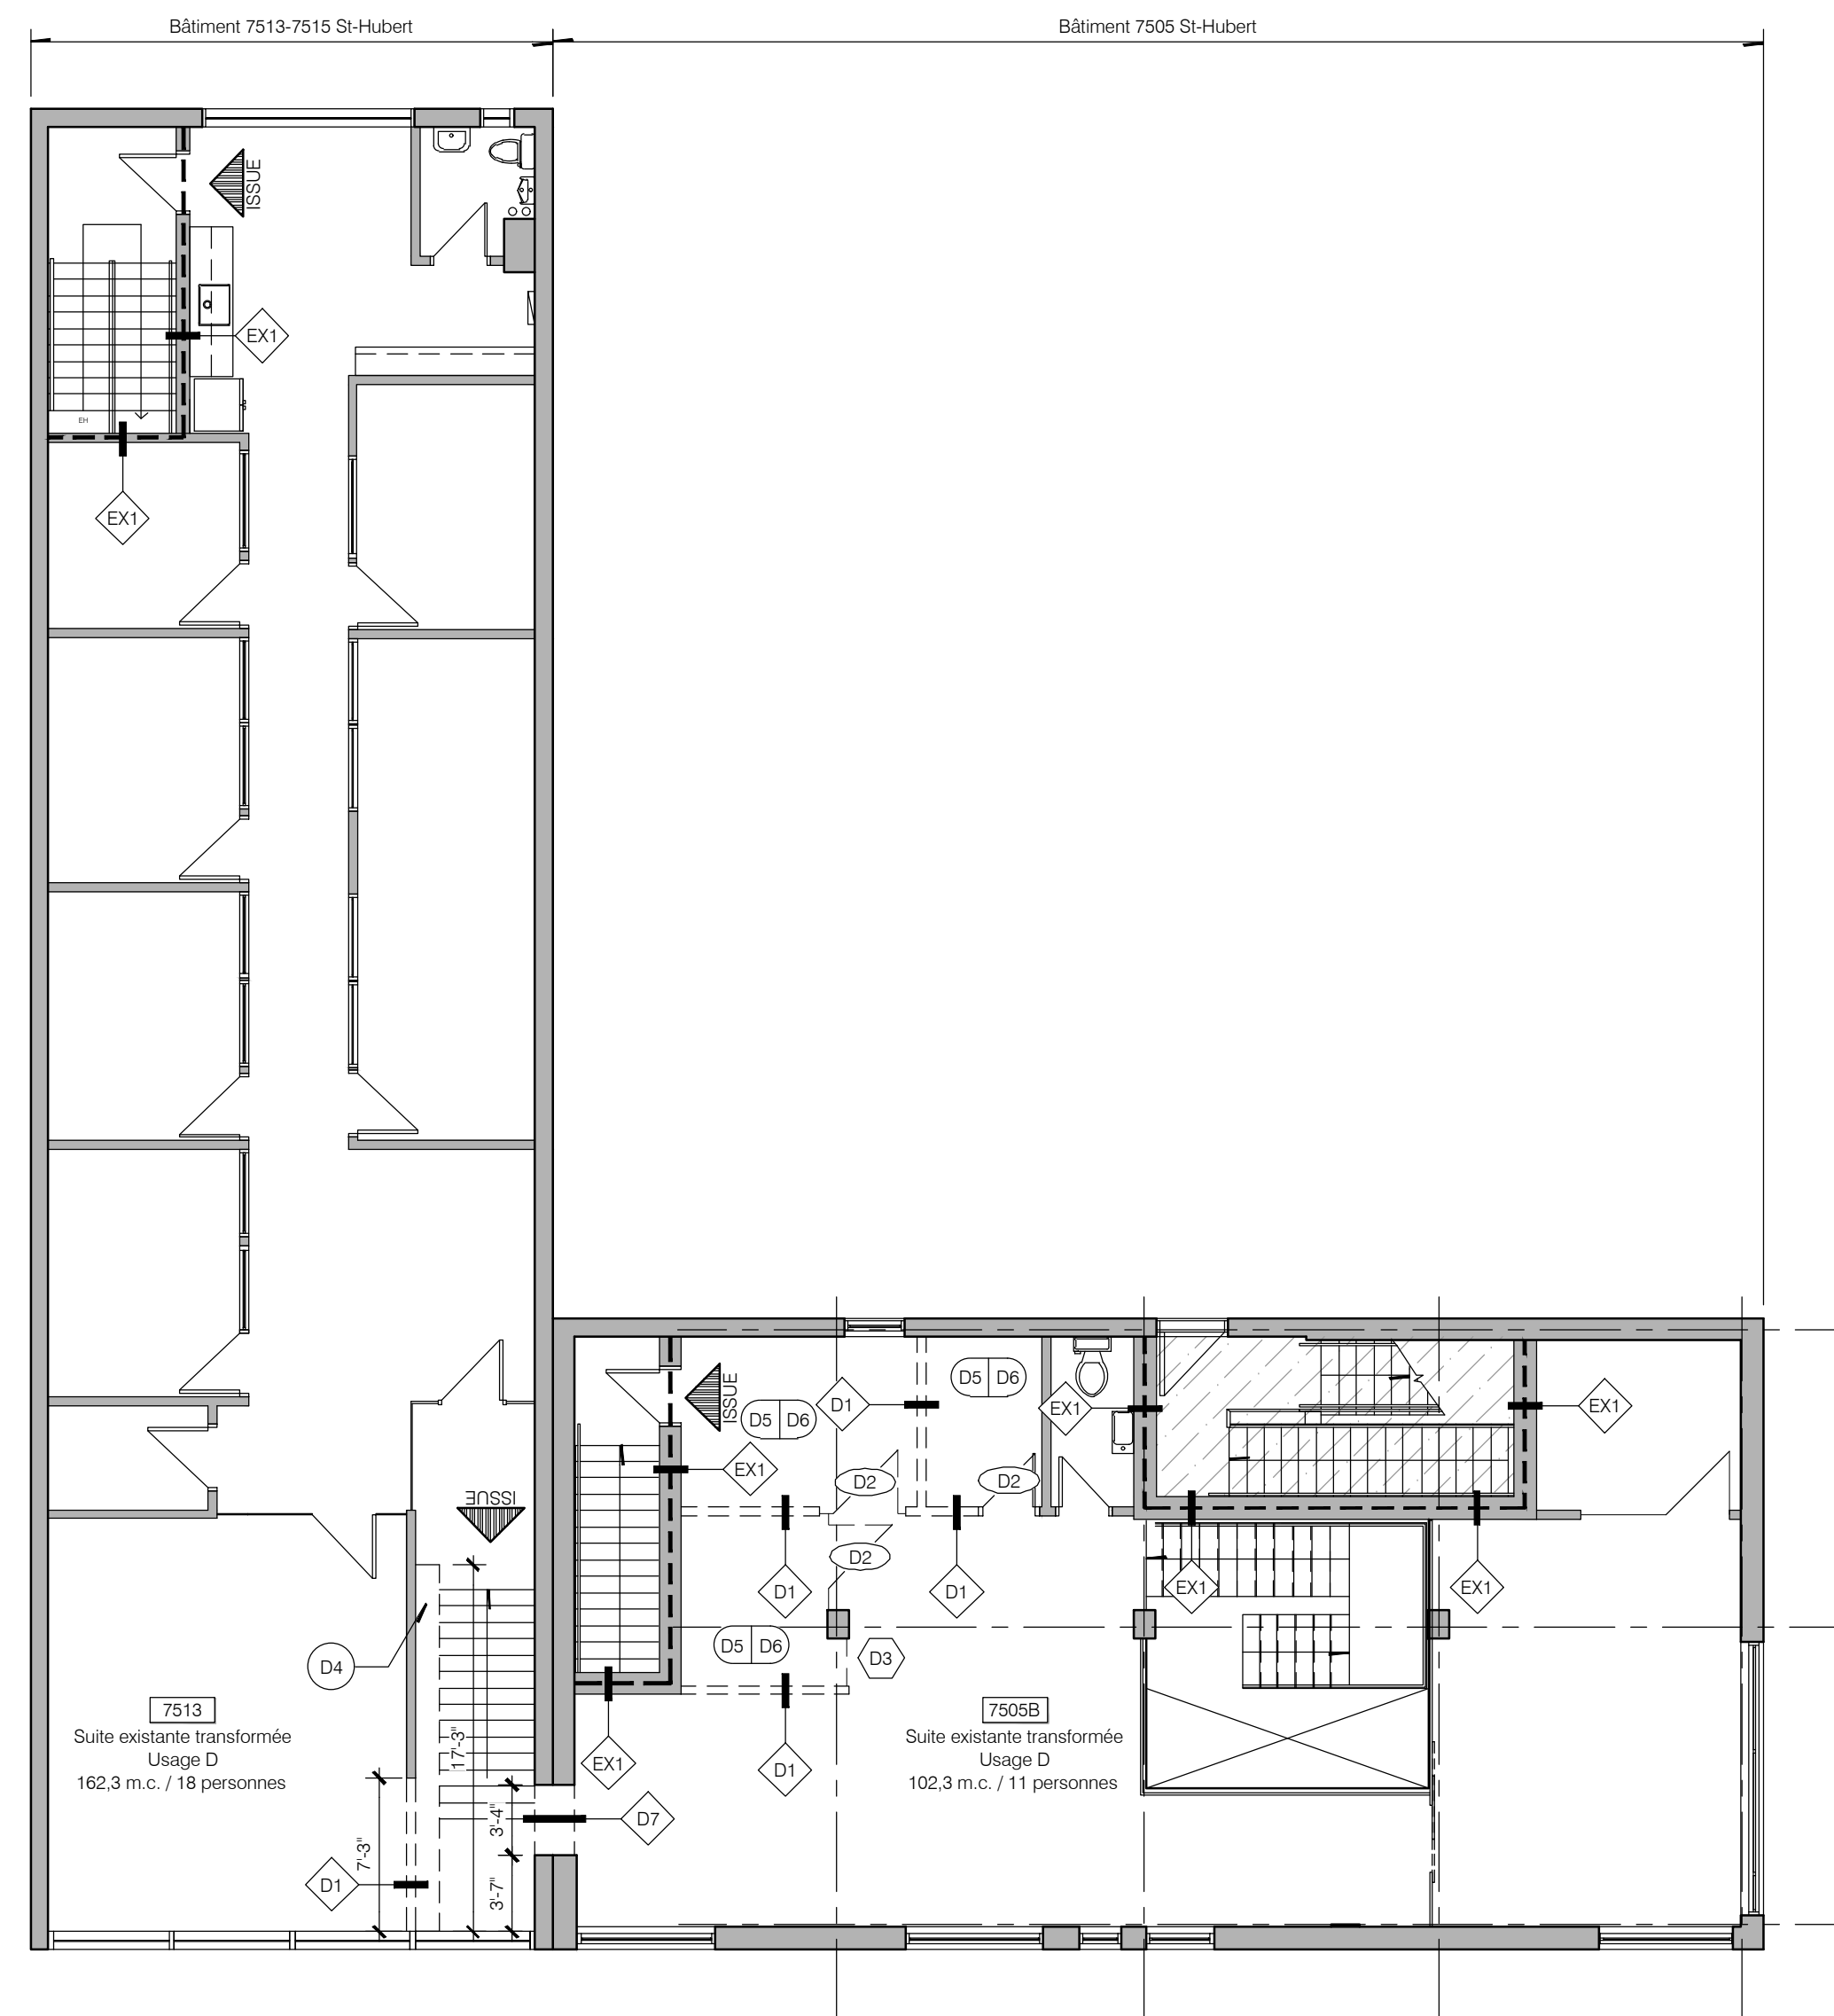 Bâtiment 7513-7515 St-Hubert
Bâtiment 7505 St-Hubert
ISSUE
EX1
EH
EX1
ISSUE
D5 D6
D1
D5 D6
EX1
EX1
EX1
D2
D2
ISSUE
D2
D1
D1
EX1
EX1
D5 D6
D3
D4
7513
Suite existante transformée
Usage D
162,3 m.c. / 18 personnes
7505B
Suite existante transformée
Usage D
102,3 m.c. / 11 personnes
17'-3"
EX1
D1
3'-4"
D7
7'-3"
D1
3'-7"